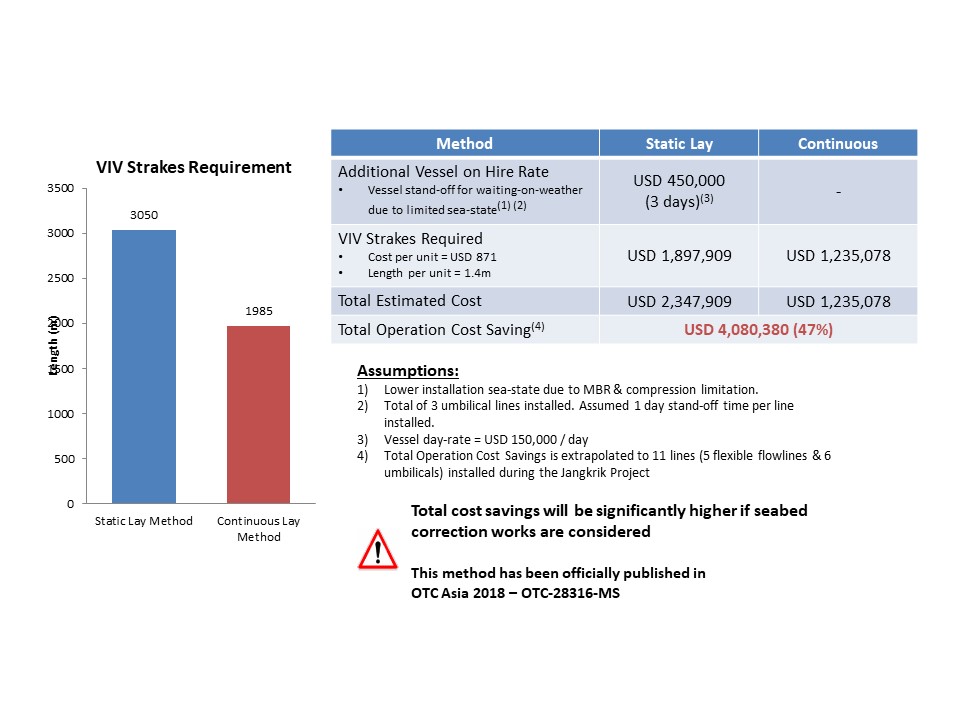 VIV Strakes Requirement
3500
3000
2500
2000
1500
1000
500
0
Length (m)
3050
1985
Static Lay Method
Continuous Lay
Method
Method Static Lay Continuous
Additional Vessel on Hire Rate
• Vessel stand-off for waiting-on-weather
due to limited sea-state(1) (2)
USD 450,000
(3 days)(3)
-
VIV Strakes Required
• Cost per unit = USD 871
• Length per unit = 1.4m
USD 1,897,909 USD 1,235,078
Total Estimated Cost USD 2,347,909 USD 1,235,078
Total Operation Cost Saving(4) USD 4,080,380 (47%)
Assumptions:
1) Lower installation sea-state due to MBR & compression limitation.
2) Total of 3 umbilical lines installed. Assumed 1 day stand-off time per line
installed.
3) Vessel day-rate = USD 150,000 / day
4) Total Operation Cost Savings is extrapolated to 11 lines (5 flexible flowlines & 6
umbilicals) installed during the Jangkrik Project
Total cost savings will be significantly higher if seabed
correction works are considered
!
This method has been officially published in
OTC Asia 2018 – OTC-28316-MS